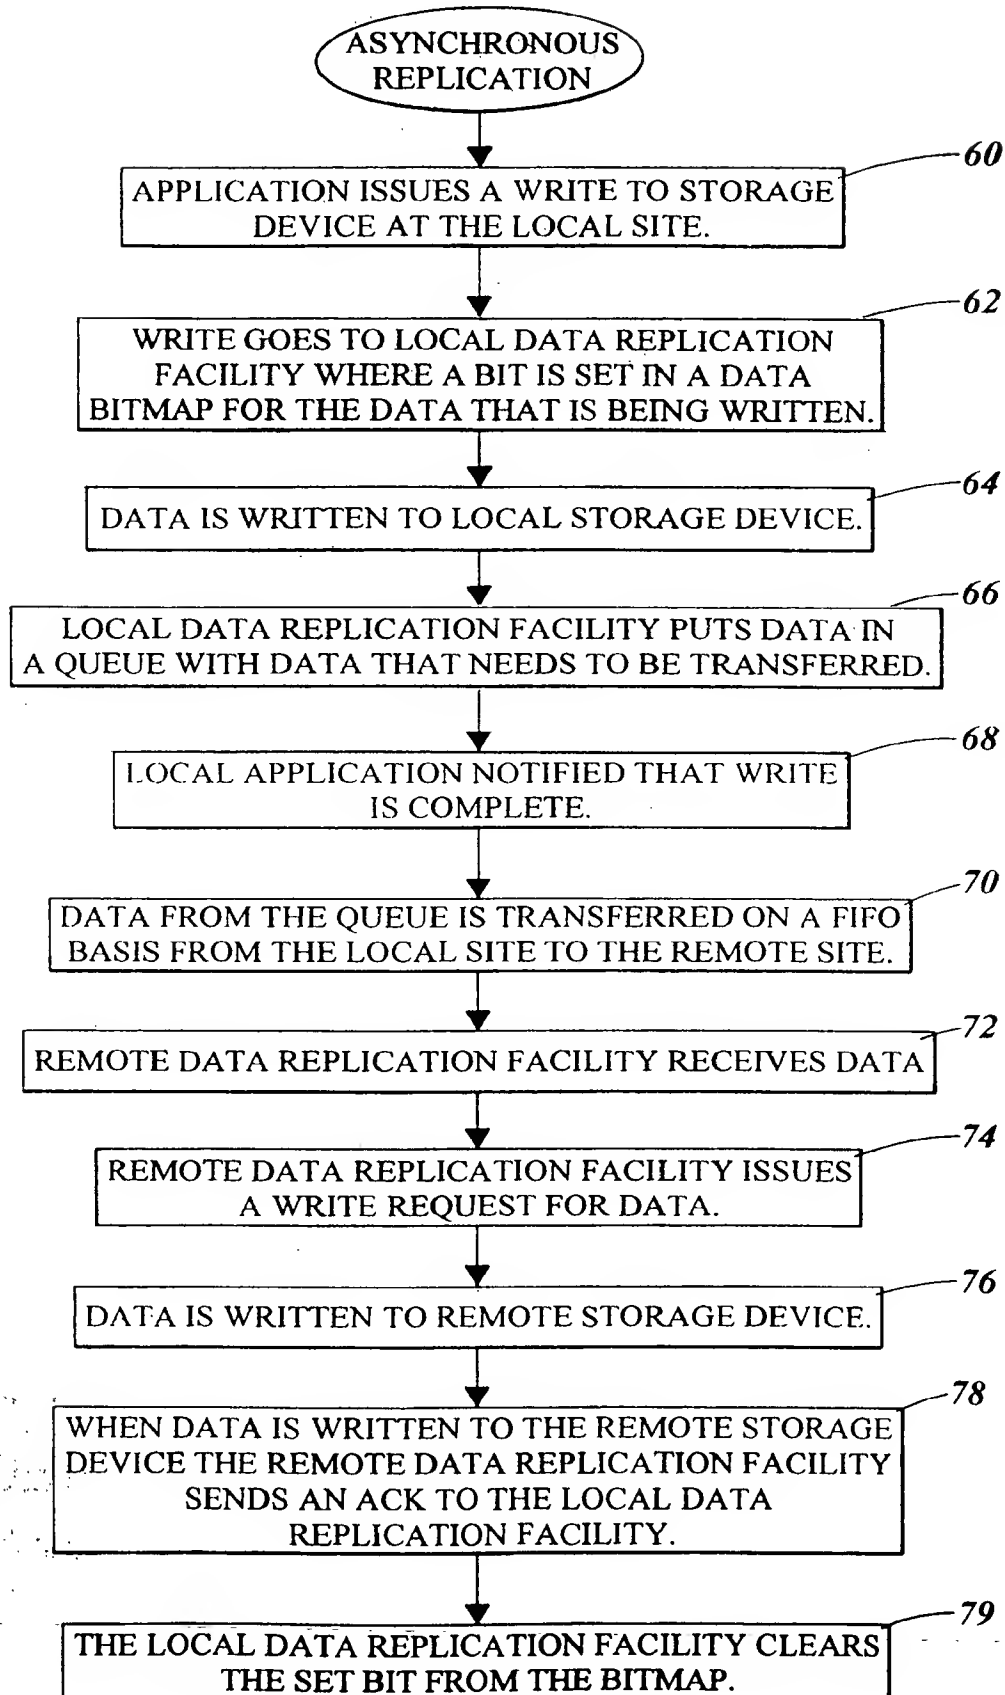 ASYNCHRONOUS
REPLICATION
60
APPLICATION ISSUES A WRITE TO STORAGE
DEVICE AT THE LOCAL SITE.
62
WRITE GOES TO LOCAL DATA REPLICATION
FACILITY WHERE A BIT IS SET IN A DATA
BITMAP FOR THE DATA THAT IS BEING WRITTEN.
64
DATA IS WRITTEN TO LOCAL STORAGE DEVICE.
66
LOCAL DATA REPLICATION FACILITY PUTS DATA IN
A QUEUE WITH DATA THAT NEEDS TO BE TRANSFERRED.
68
LOCAL APPLICATION NOTIFIED THAT WRITE
IS COMPLETE.
70
DATA FROM THE QUEUE IS TRANSFERRED ON A FIFO
BASIS FROM THE LOCAL SITE TO THE REMOTE SITE.
72
REMOTE DATA REPLICATION FACILITY RECEIVES DATA
74
REMOTE DATA REPLICATION FACILITY ISSUES
A WRITE REQUEST FOR DATA.
76
DATA IS WRITTEN TO REMOTE STORAGE DEVICE.
78
WHEN DATA IS WRITTEN TO THE REMOTE STORAGE
DEVICE THE REMOTE DATA REPLICATION FACILITY
SENDS AN ACK TO THE LOCAL DATA
REPLICATION FACILITY.
79
THE LOCAL DATA REPLICATION FACILITY CLEARS
THE SET BIT FROM THE BITMAP.